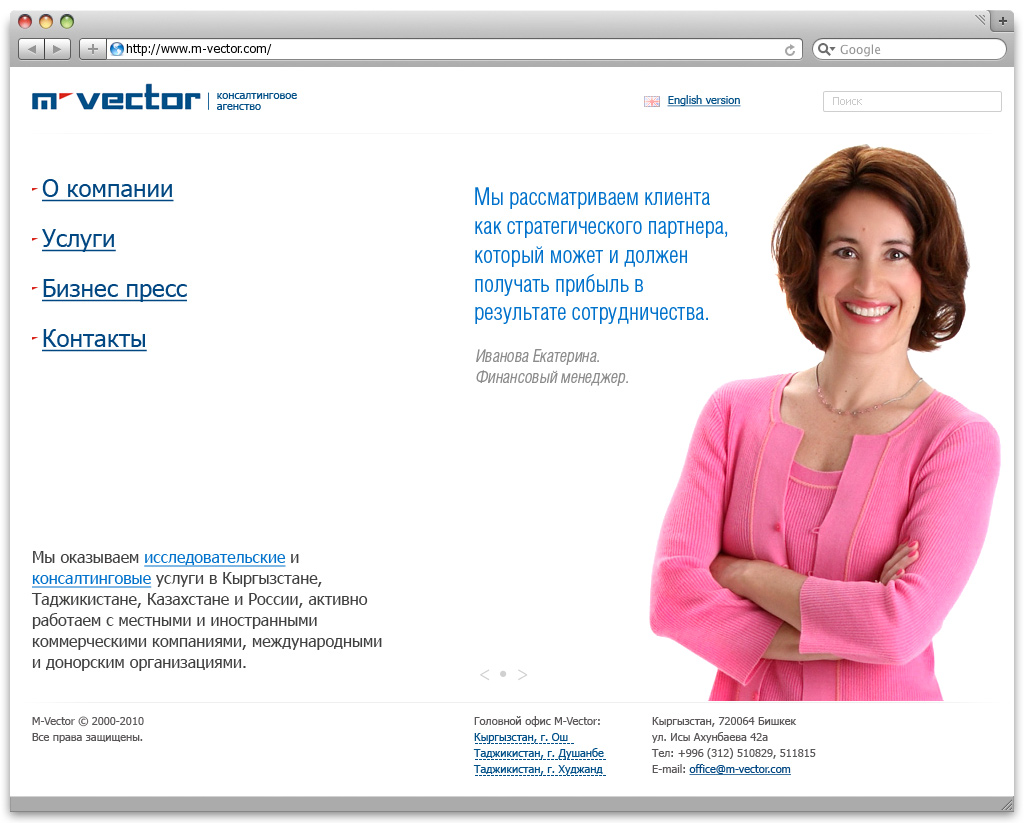 http://www.m-vector.com/
Google
m-vector
консалтинговое
агенство
English version
Поиск
О компании
Услуги
Бизнес пресс
Контакты
Мы рассматриваем клиента
как стратегического партнера,
который может и должен
получать прибыль в
результате сотрудничества.
Иванова Екатерина.
Финансовый менеджер.
Мы оказываем исследовательские и
консалтинговые услуги в Кыргызстане,
Таджикистане, Казахстане и России, активно
работаем с местными и иностранными
коммерческими компаниями, международными
и донорским организациями.
< • >
M-Vector © 2000-2010
Все права защищены.
Головной офис M-Vector:
Кыргызстан, г. Ош
Таджикистан, г. Душанбе
Таджикистан, г. Худжанд
Кыргызстан, 720064 Бишкек
ул. Исы Ахунбаева 42а
Тел: +996 (312) 510829, 511815
E-mail: office@m-vector.com